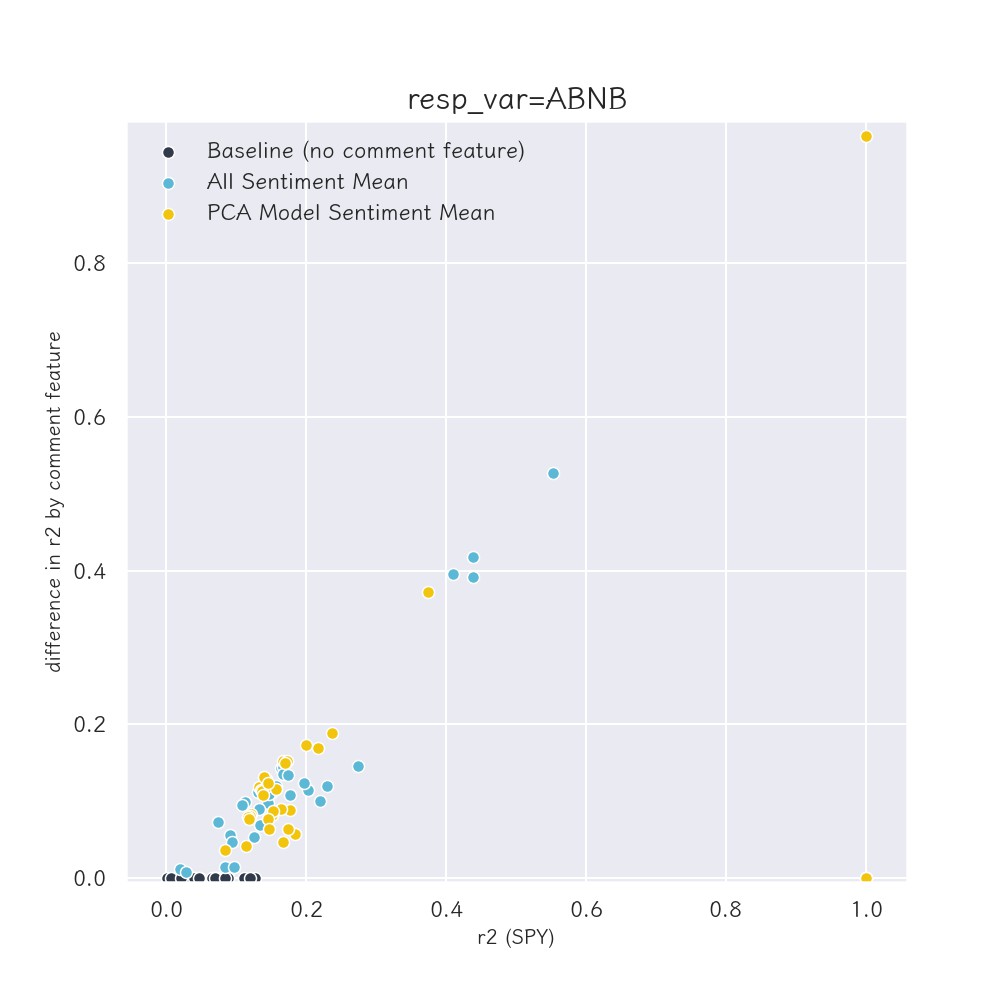 resp_var=ABNB
Baseline (no comment feature)
All Sentiment Mean
PCA Model Sentiment Mean
difference in r2 by comment feature
0.8
0.6
0.4
0.2
0.0
0.0 0.2 0.4 0.6 0.8 1.0
r2 (SPY)